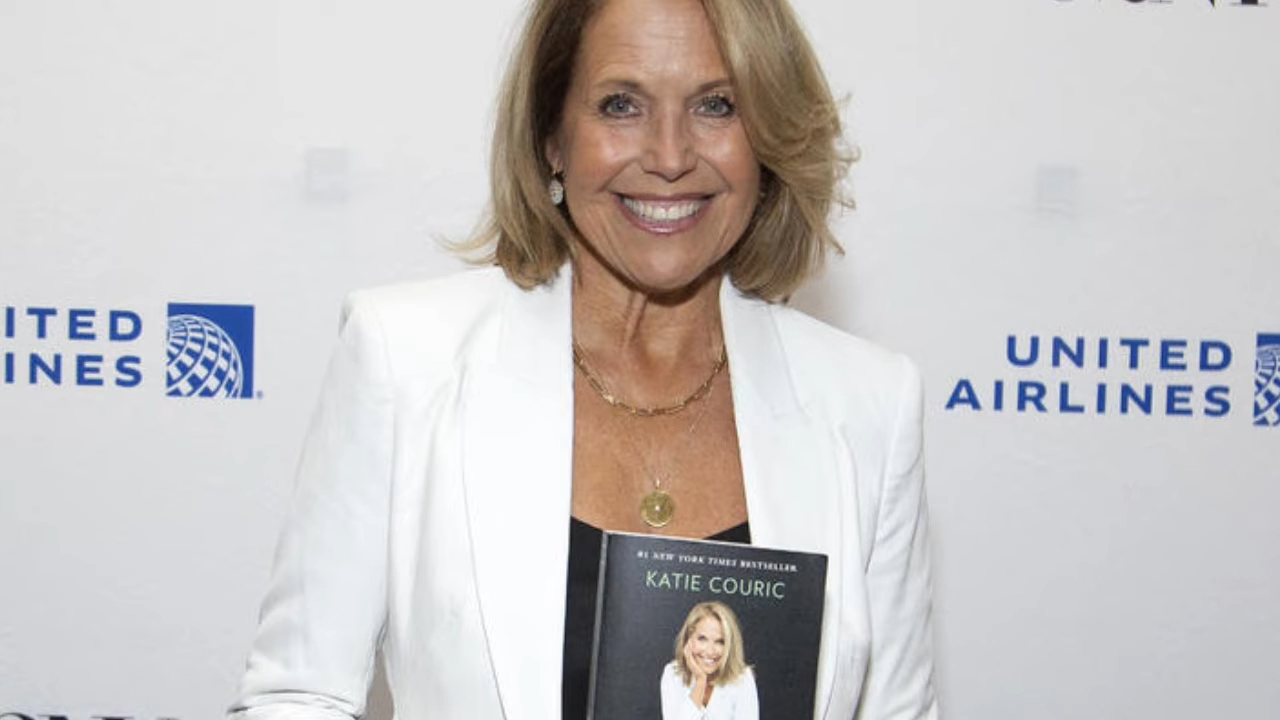 ITED
INES
UNITED
AIRLINES
#1 NEW YORK TIMES BESTSELLER
KATIE COURIC